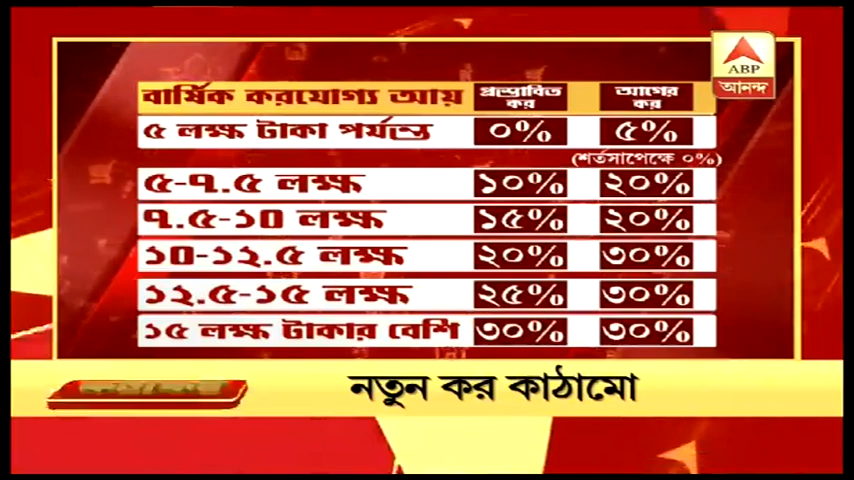 ABP
আনন্দ
বার্ষিক করযোগ্য আয় প্রস্তাবিত কর আগের কর
৫ লক্ষ টাকা পর্যন্ত ০% ৫%
(শর্তসাপেক্ষে ০%)
৫-৭.৫ লক্ষ ১০% ২০%
৭.৫-১০ লক্ষ ১৫% ২০%
১০-১২.৫ লক্ষ ২০% ৩০%
১২.৫-১৫ লক্ষ ২৫% ৩০%
১৫ লক্ষ টাকার বেশি ৩০% ৩০%
নতুন কর কাঠামো